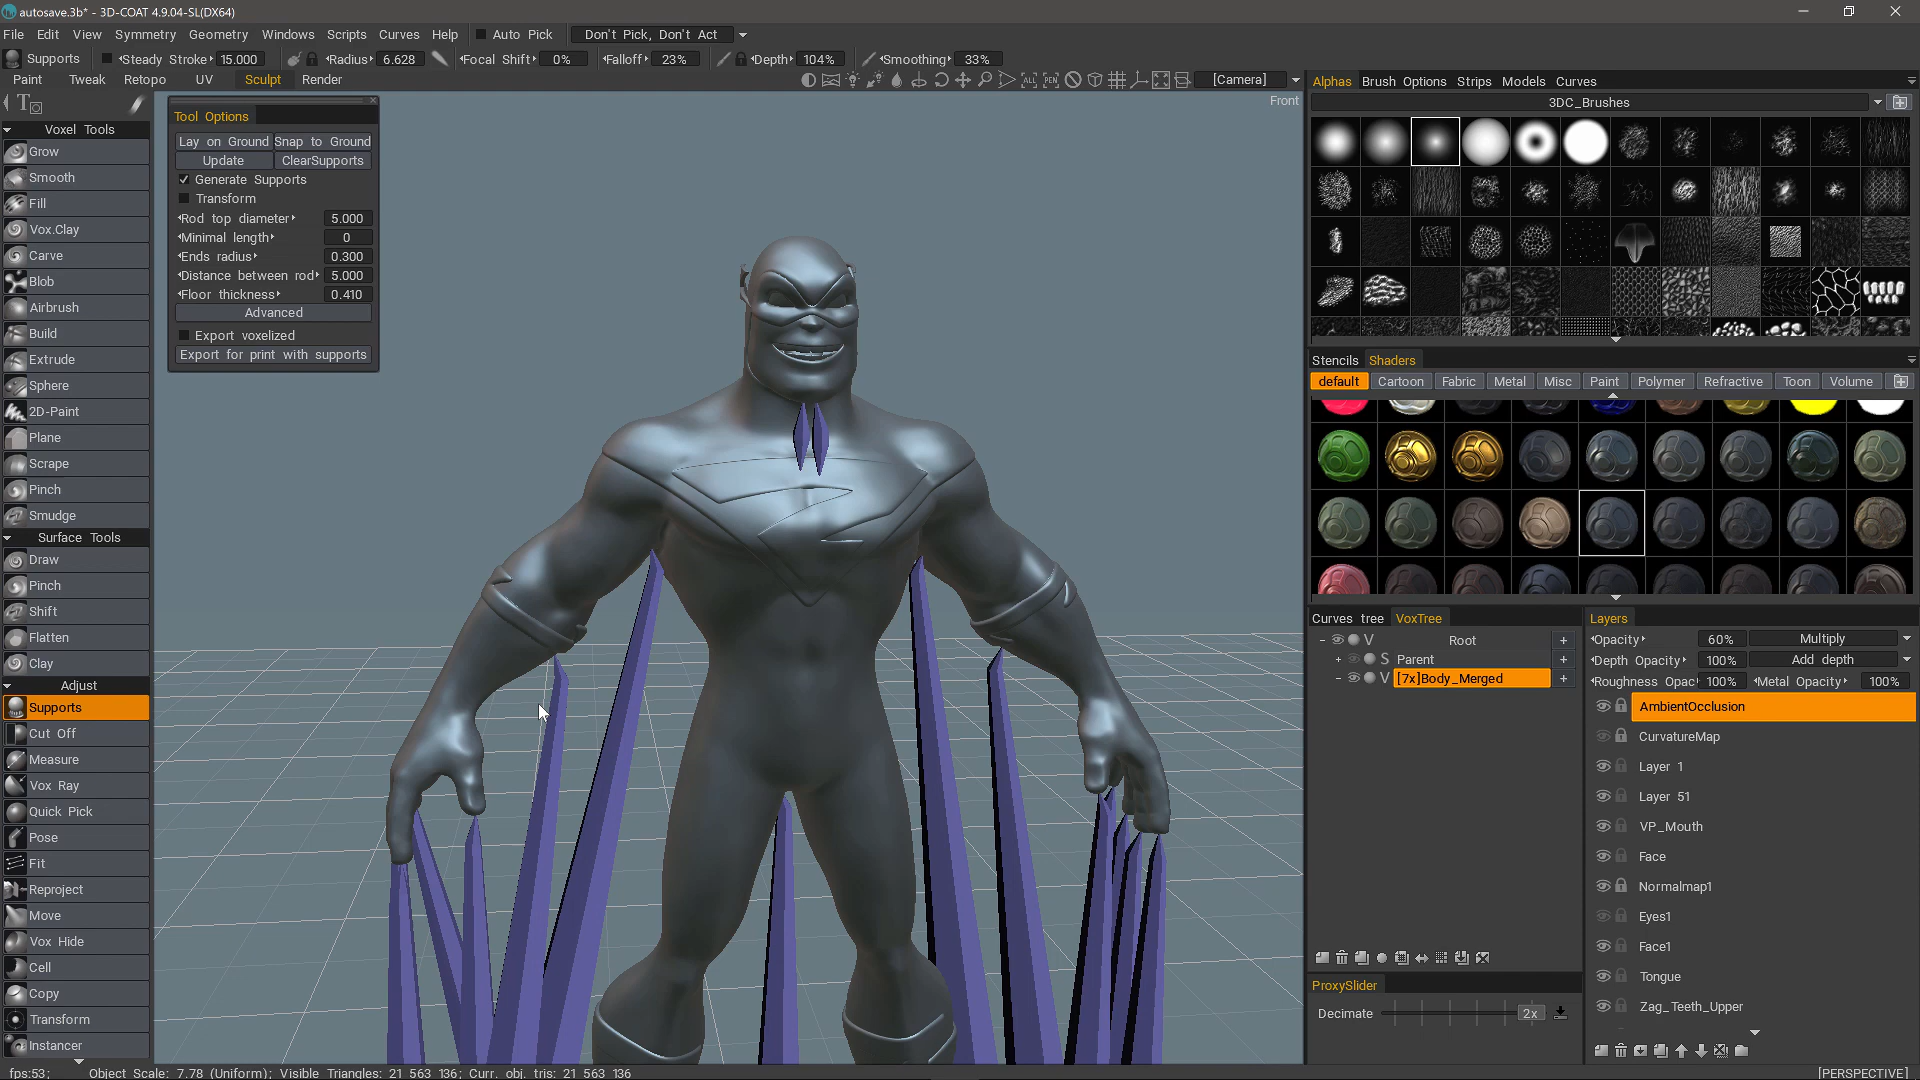 autosave.3b* - 3D-COAT 4.9.04-SL(DX64)
File Edit View Symmetry Geometry Windows Scripts Curves Help Auto Pick Don't Pick, Don't Act
Supports Steady Stroke 15.000 Radius 6.628 Focal Shift 0% Falloff 23% Depth 104% Smoothing 33%
Paint Tweak Retopo UV Sculpt Render [Camera]
Front
Voxel Tools
Grow
Smooth
Fill
Vox.Clay
Carve
Blob
Airbrush
Build
Extrude
Sphere
2D-Paint
Plane
Scrape
Pinch
Smudge
Surface Tools
Draw
Pinch
Shift
Flatten
Clay
Adjust
Supports
Cut Off
Measure
Vox Ray
Quick Pick
Pose
Fit
Reproject
Move
Vox Hide
Cell
Copy
Transform
Instancer
Tool Options
Lay on Ground Snap to Ground
Update ClearSupports
Generate Supports
Transform
Rod top diameter 5.000
Minimal length 0
Ends radius 0.300
Distance between rod 5.000
Floor thickness 0.410
Advanced
Export voxelized
Export for print with supports
Alphas Brush Options Strips Models Curves
3DC_Brushes
Stencils Shaders
default Cartoon Fabric Metal Misc Paint Polymer Refractive Toon Volume
Curves tree VoxTree
V Root +
+ S Parent +
V [7x]Body_Merged +
ProxySlider
Decimate 2x
Layers
Opacity 60% Multiply
Depth Opacity 100% Add depth
Roughness Opac 100% Metal Opacity 100%
AmbientOcclusion
CurvatureMap
Layer 1
Layer 51
VP_Mouth
Face
Normalmap1
Eyes1
Face1
Tongue
Zag_Teeth_Upper
fps:53; Object Scale: 7.78 (Uniform); Visible Triangles: 21 563 136; Curr. obj. tris: 21 563 136
[PERSPECTIVE]